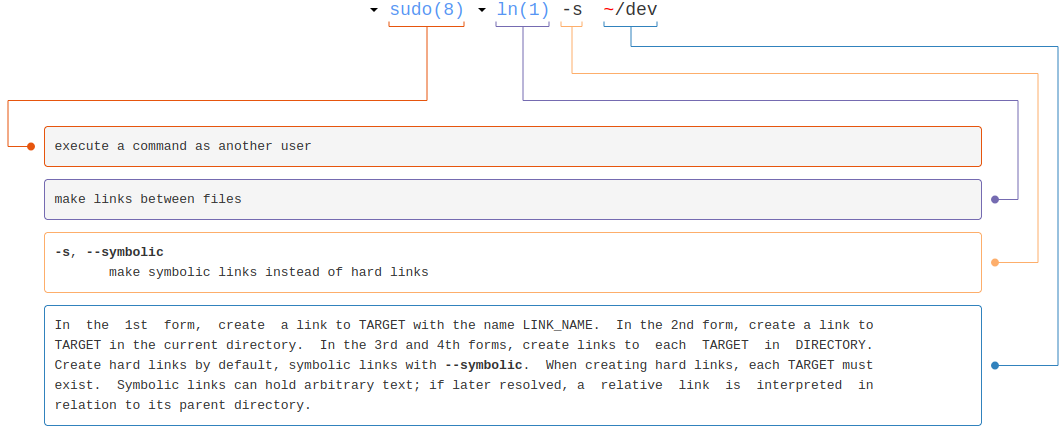 sudo(8) ln(1) -s ~/dev
execute a command as another user
make links between files
-s, --symbolic
make symbolic links instead of hard links
In the 1st form, create a link to TARGET with the name LINK_NAME. In the 2nd form, create a link to
TARGET in the current directory. In the 3rd and 4th forms, create links to each TARGET in DIRECTORY.
Create hard links by default, symbolic links with --symbolic. When creating hard links, each TARGET must
exist. Symbolic links can hold arbitrary text; if later resolved, a relative link is interpreted in
relation to its parent directory.